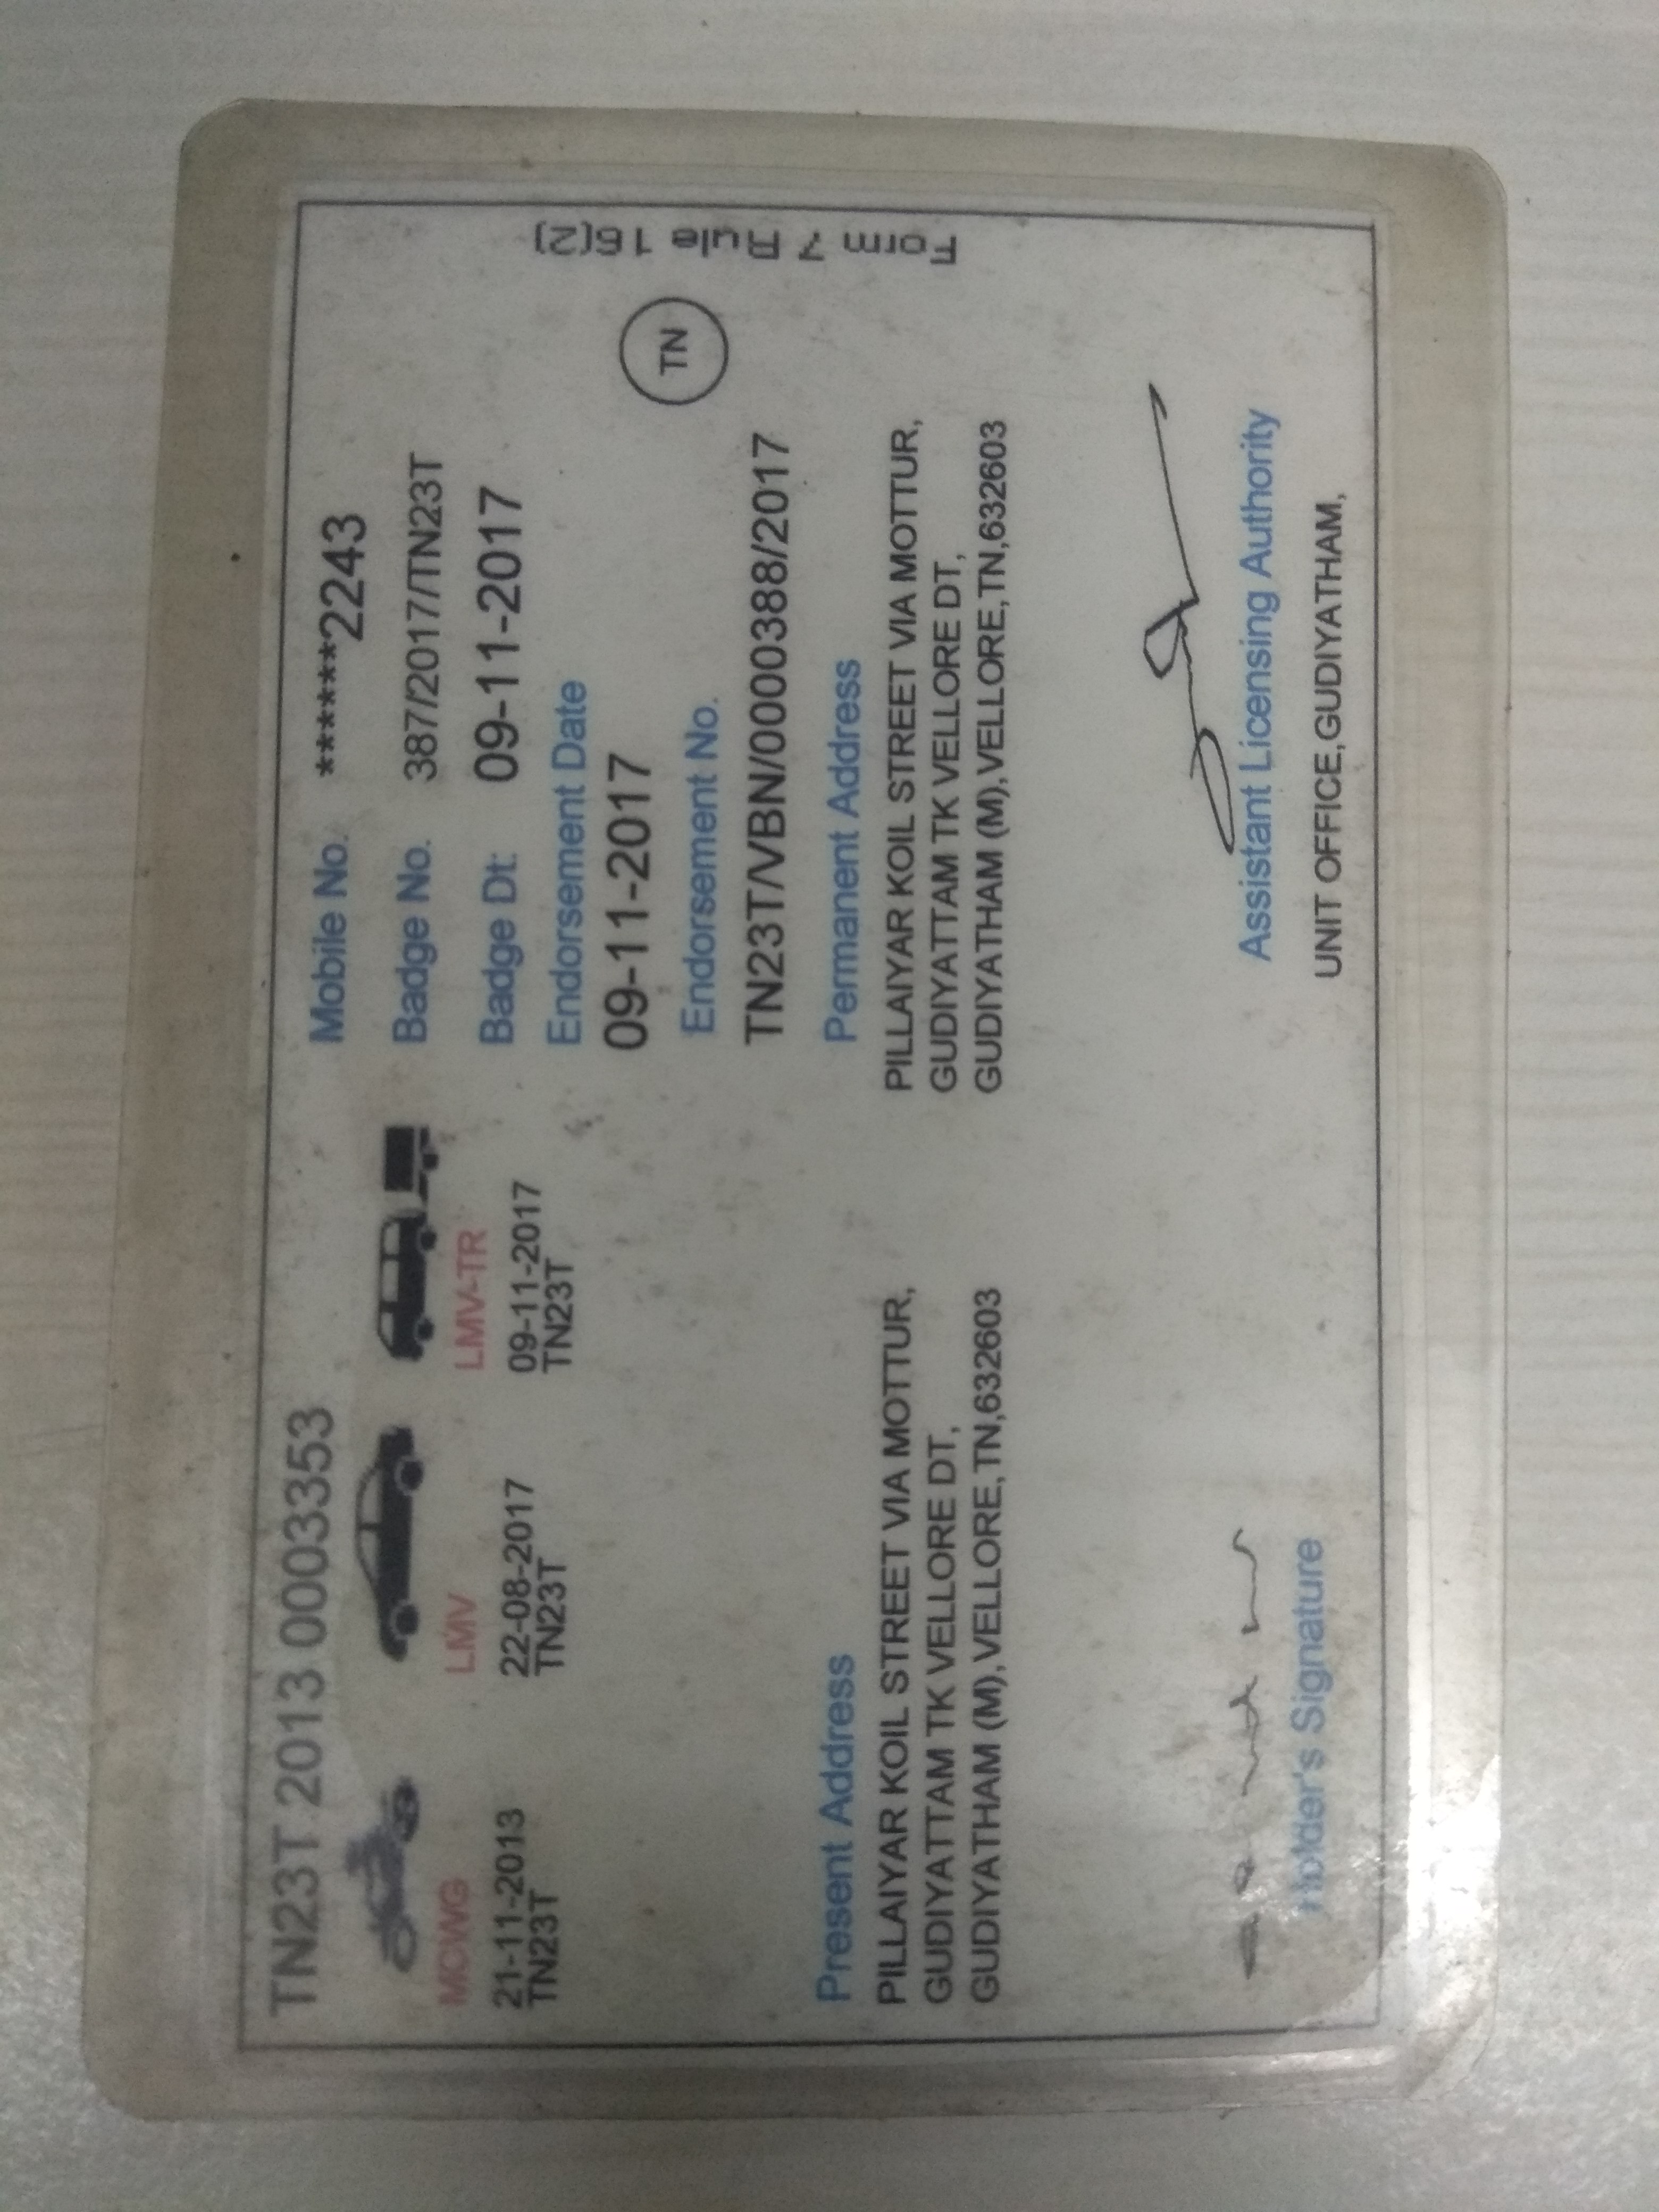 TN23T 2013 0003353
MCWG
21-11-2013
TN23T
LMV
22-08-2017
TN23T
LMV-TR
09-11-2017
TN23T
Mobile No. ******2243
Badge No. 387/2017/TN23T
Badge Dt: 09-11-2017
Endorsement Date
09-11-2017
Endorsement No.
TN23T/VBN/0000388/2017
TN
Form 7 Rule 16(2)
Present Address
PILLAIYAR KOIL STREET VIA MOTTUR,
GUDIYATTAM TK VELLORE DT,
GUDIYATHAM (M),VELLORE,TN,632603
Permanent Address
PILLAIYAR KOIL STREET VIA MOTTUR,
GUDIYATTAM TK VELLORE DT,
GUDIYATHAM (M),VELLORE,TN,632603
Holder's Signature
Assistant Licensing Authority
UNIT OFFICE,GUDIYATHAM,